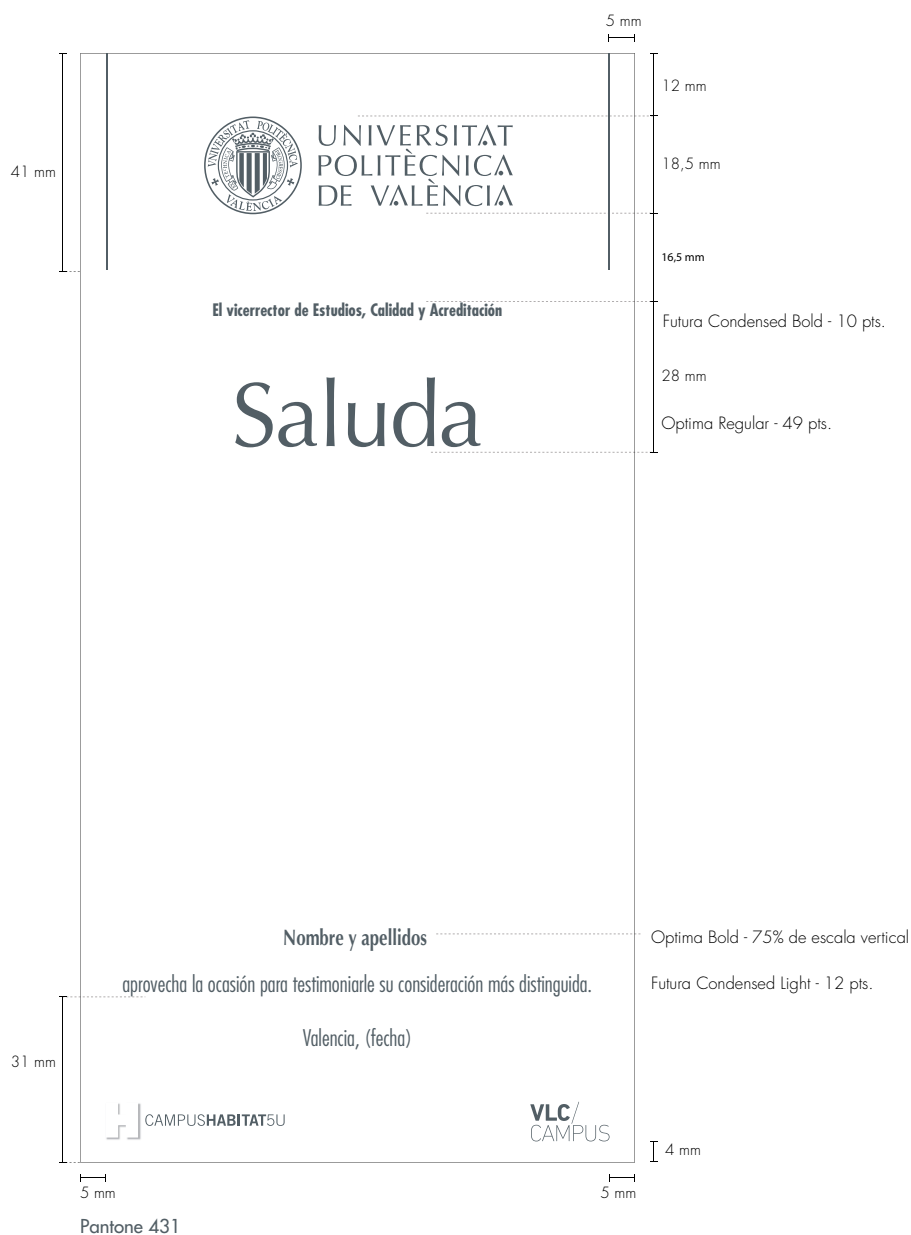 5 mm
12 mm
41 mm
UNIVERSITAT POLITÈCNICA
VALÈNCIA
UNIVERSITAT
POLITÈCNICA
DE VALÈNCIA
18,5 mm
16,5 mm
El vicerrector de Estudios, Calidad y Acreditación
Futura Condensed Bold - 10 pts.
28 mm
Saluda
Optima Regular - 49 pts.
Nombre y apellidos
Optima Bold - 75% de escala vertical
aprovecha la ocasión para testimoniarle su consideración más distinguida.
Futura Condensed Light - 12 pts.
Valencia, (fecha)
31 mm
H CAMPUSHABITAT5U
VLC/
CAMPUS
4 mm
5 mm
5 mm
Pantone 431